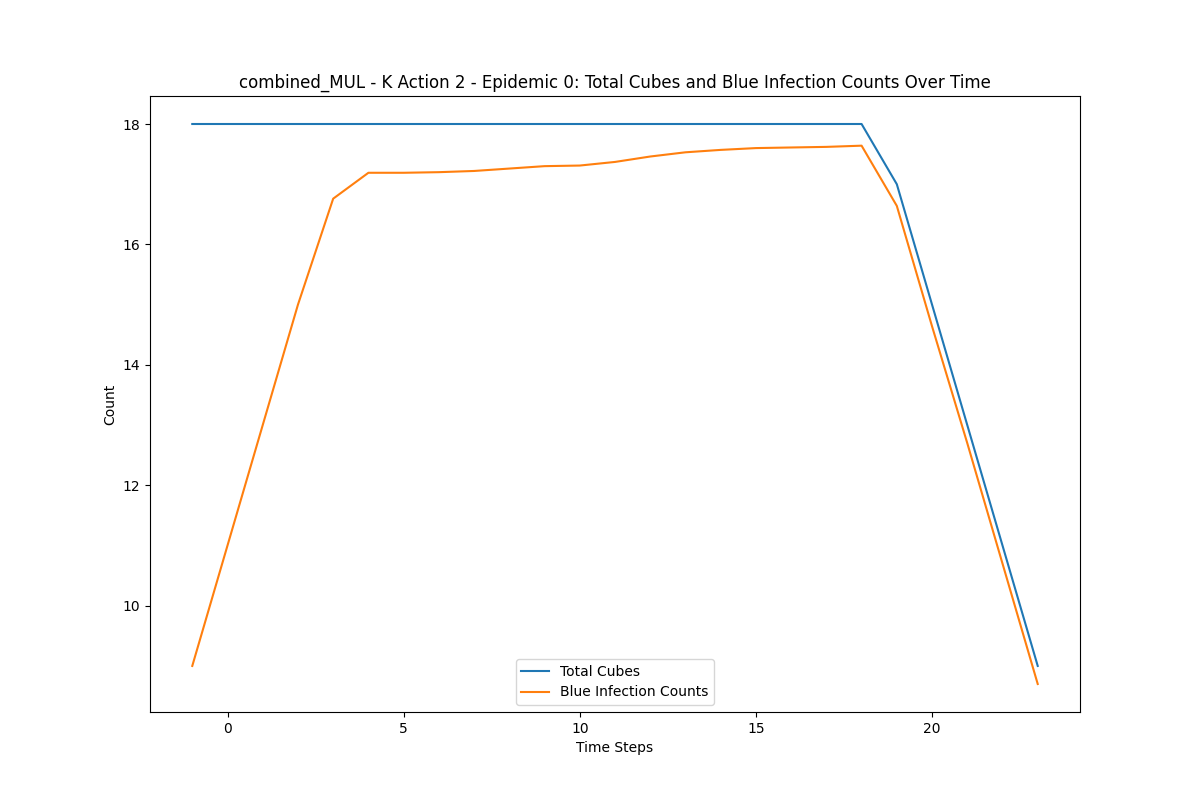 combined_MUL - K Action 2 - Epidemic 0: Total Cubes and Blue Infection Counts Over Time
18
16
14
12
10
Count
Total Cubes
Blue Infection Counts
0 5 10 15 20
Time Steps